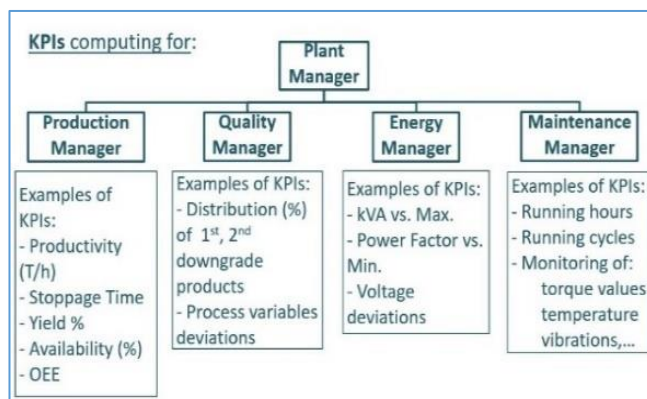 KPIs computing for:
Plant
Manager
Production
Manager
Quality
Manager
Energy
Manager
Maintenance
Manager
Examples of
KPIs:
- Productivity
(T/h)
- Stoppage Time
- Yield %
- Availability (%)
- OEE
Examples of KPIs:
- Distribution (%)
of 1st, 2nd
downgrade
products
- Process variables
deviations
Examples of KPIs:
- kVA vs. Max.
- Power Factor vs.
Min.
- Voltage
deviations
Examples of KPIs:
- Running hours
- Running cycles
- Monitoring of:
torque values
temperature
vibrations,...